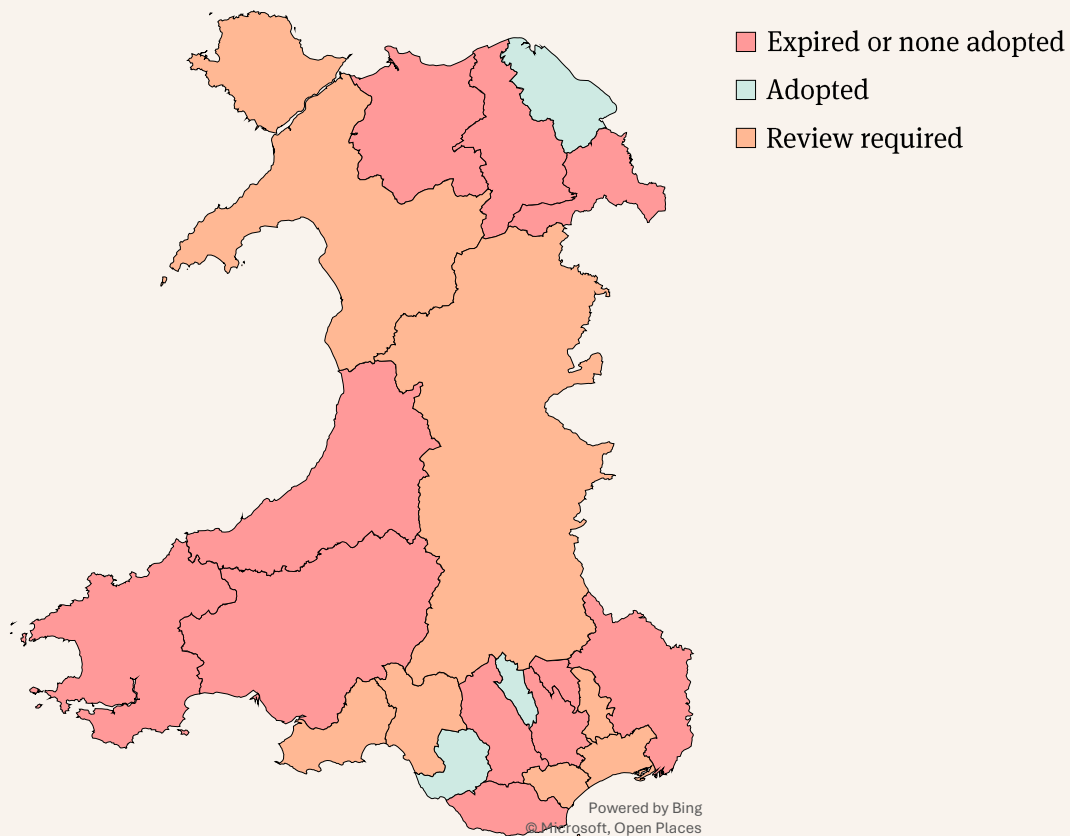 Expired or none adopted
Adopted
Review required
Powered by Bing
© Microsoft, Open Places